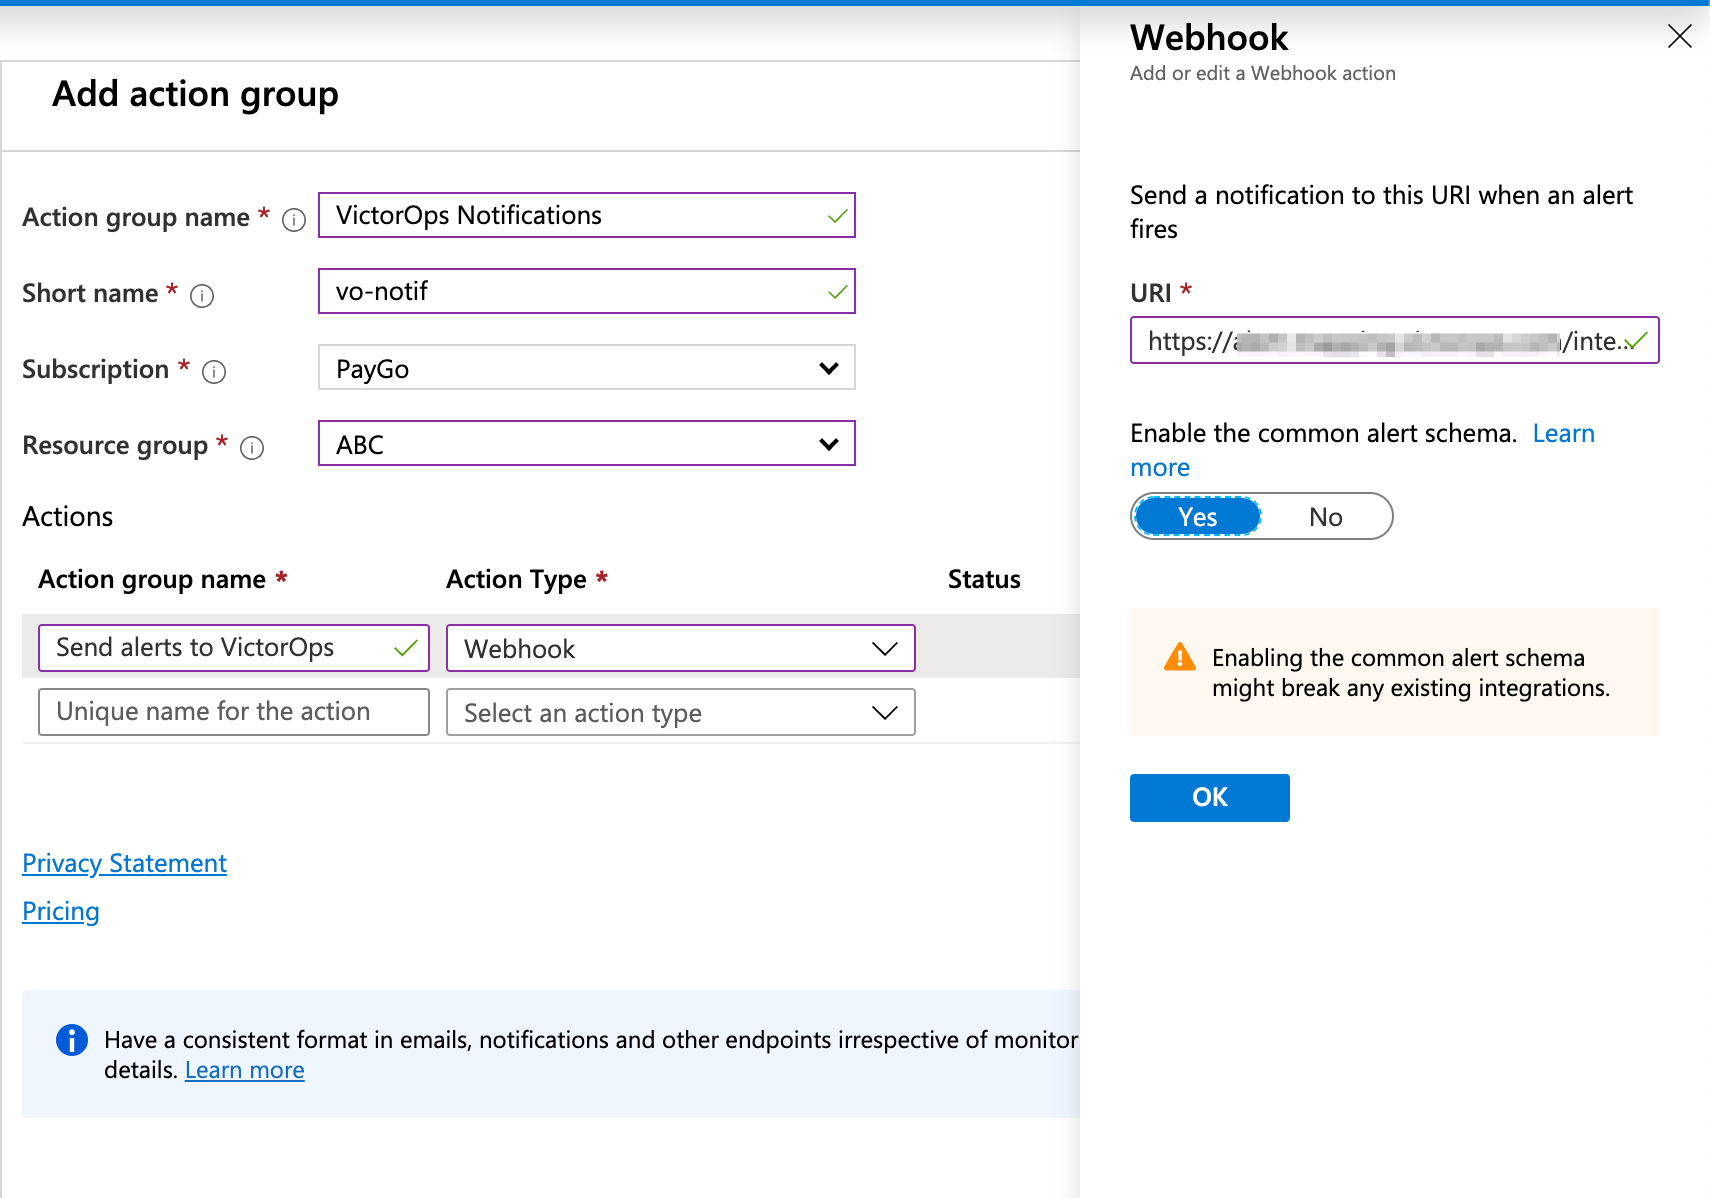 Add action group
Action group name *
VictorOps Notifications
Short name *
vo-notif
Subscription *
PayGo
Resource group *
ABC
Actions
Action group name *
Action Type *
Status
Send alerts to VictorOps
Webhook
Unique name for the action
Select an action type
Privacy Statement
Pricing
Have a consistent format in emails, notifications and other endpoints irrespective of monitor
details. Learn more
Webhook
Add or edit a Webhook action
Send a notification to this URI when an alert
fires
URI *
https:// /inte...
Enable the common alert schema. Learn
more
Yes
No
Enabling the common alert schema
might break any existing integrations.
OK